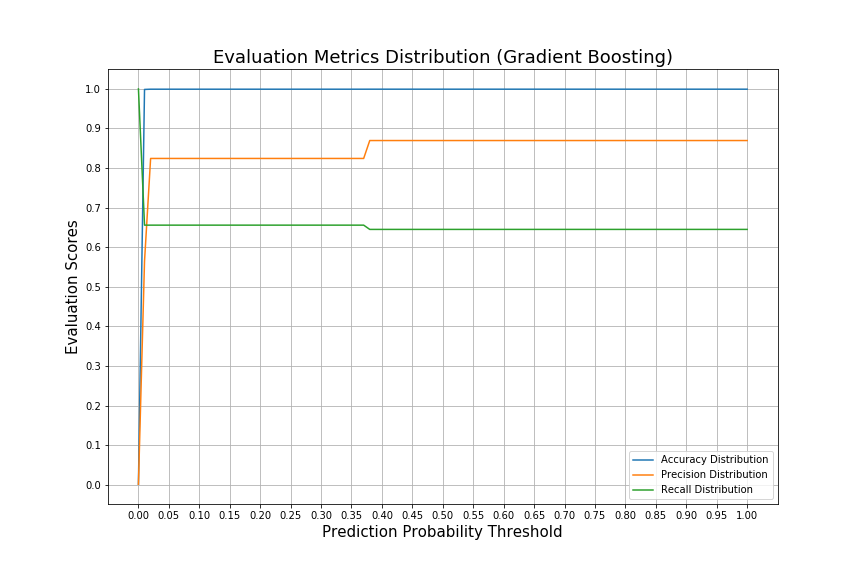 Evaluation Metrics Distribution (Gradient Boosting)
1.0
0.9
0.8
0.7
0.6
0.5
0.4
0.3
0.2
0.1
0.0
Evaluation Scores
Accuracy Distribution
Precision Distribution
Recall Distribution
0.00 0.05 0.10 0.15 0.20 0.25 0.30 0.35 0.40 0.45 0.50 0.55 0.60 0.65 0.70 0.75 0.80 0.85 0.90 0.95 1.00
Prediction Probability Threshold